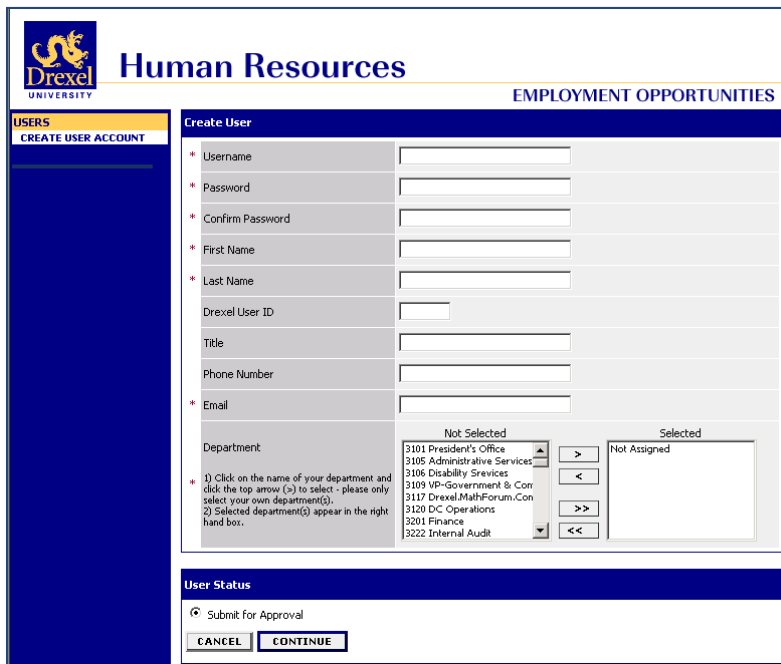 Drexel
UNIVERSITY
Human Resources
EMPLOYMENT OPPORTUNITIES
USERS
CREATE USER ACCOUNT
Create User
* Username
* Password
* Confirm Password
* First Name
* Last Name
Drexel User ID
Title
Phone Number
* Email
Department
* 1) Click on the name of your department and
click the top arrow (>) to select - please only
select your own department(s).
2) Selected department(s) appear in the right
hand box.
Not Selected
3101 President's Office
3105 Administrative Services
3106 Disability Srevices
3109 VP-Government & Com
3117 Drexel.MathForum.Con
3120 DC Operations
3201 Finance
3222 Internal Audit
>
<
>>
<<
Selected
Not Assigned
User Status
Submit for Approval
CANCEL CONTINUE